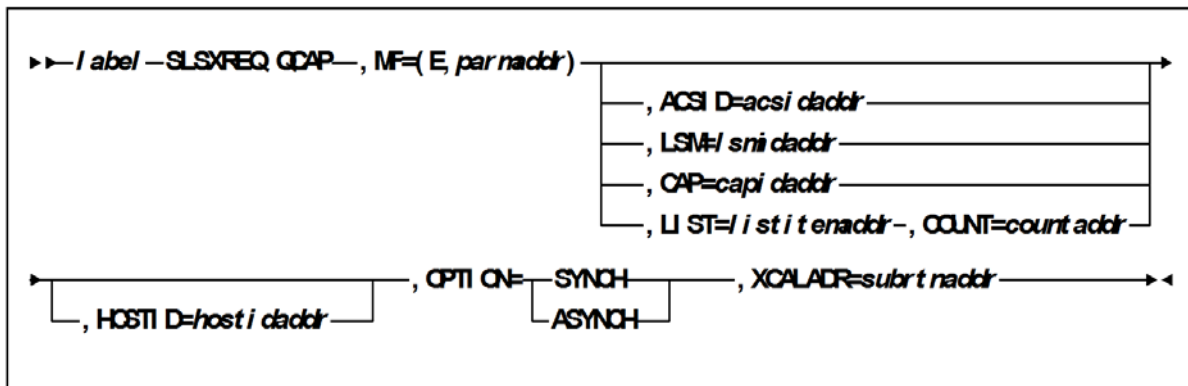 label SLSXREQ QCAP , MF=(E, parmaddr)
, ACSID=acsidaddr
, LSM=lsmidaddr
, CAP=capidaddr
, LIST=listitemaddr , COUNT=countaddr
, HOSTID=hostidaddr
, OPTION= SYNCH , XCALADR=subrtnaddr
ASYNCH